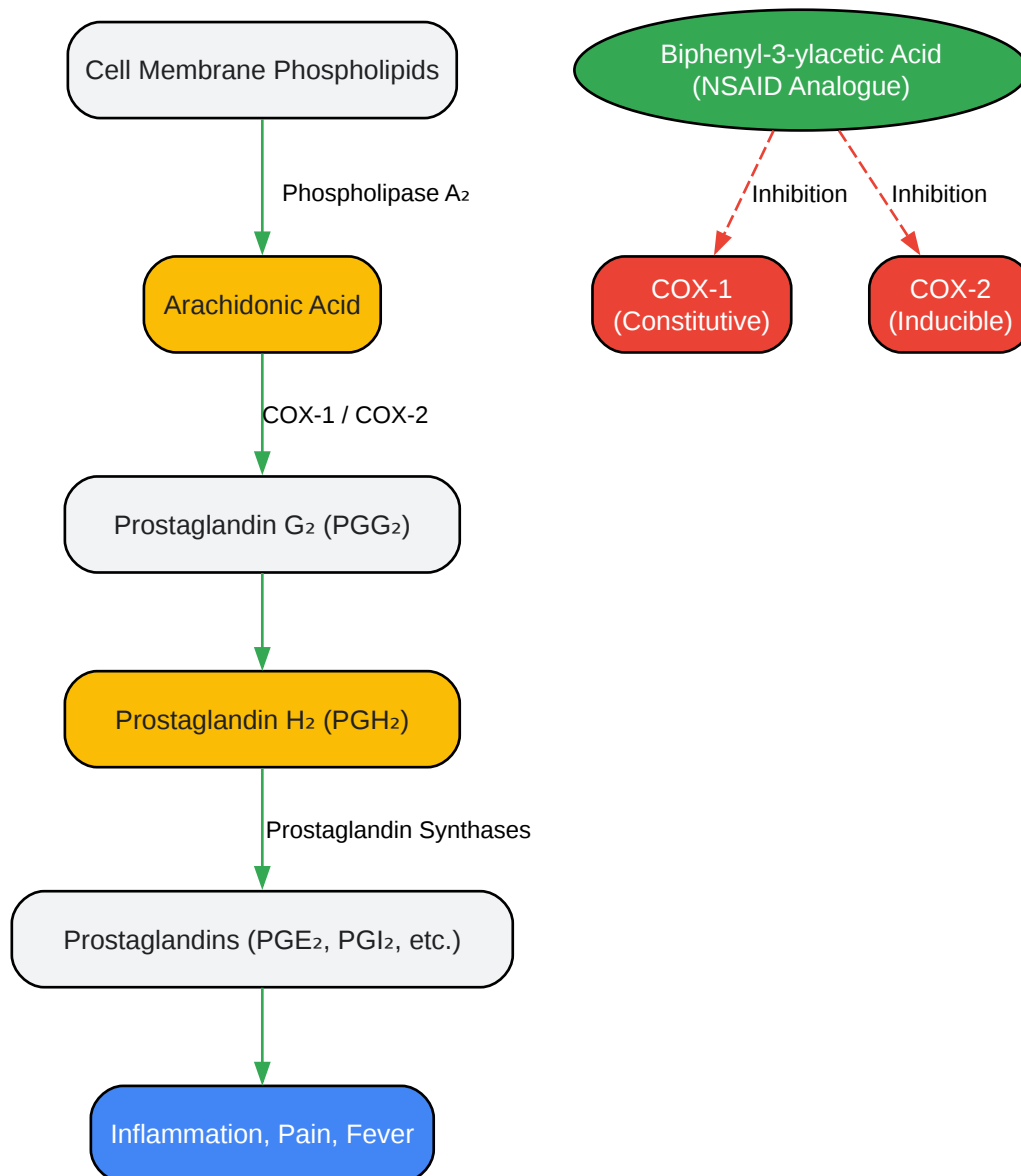 Cell Membrane Phospholipids
Phospholipase A₂
Arachidonic Acid
COX-1 / COX-2
Prostaglandin G₂ (PGG₂)
Prostaglandin H₂ (PGH₂)
Prostaglandin Synthases
Prostaglandins (PGE₂, PGI₂, etc.)
Inflammation, Pain, Fever
Biphenyl-3-ylacetic Acid
(NSAID Analogue)
Inhibition
Inhibition
COX-1
(Constitutive)
COX-2
(Inducible)